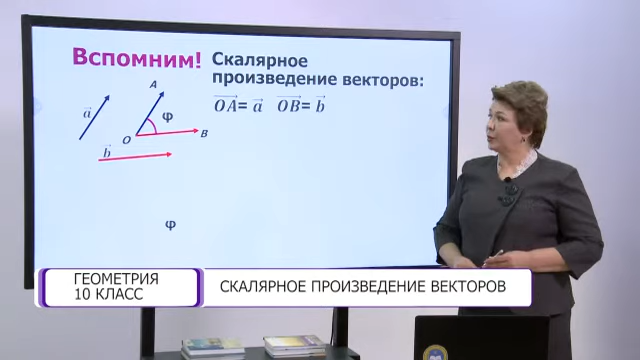 Вспомним!
Скалярное
произведение векторов:
OA = a OB = b
A
a
φ
O
B
b
φ
ГЕОМЕТРИЯ
10 КЛАСС
СКАЛЯРНОЕ ПРОИЗВЕДЕНИЕ ВЕКТОРОВ